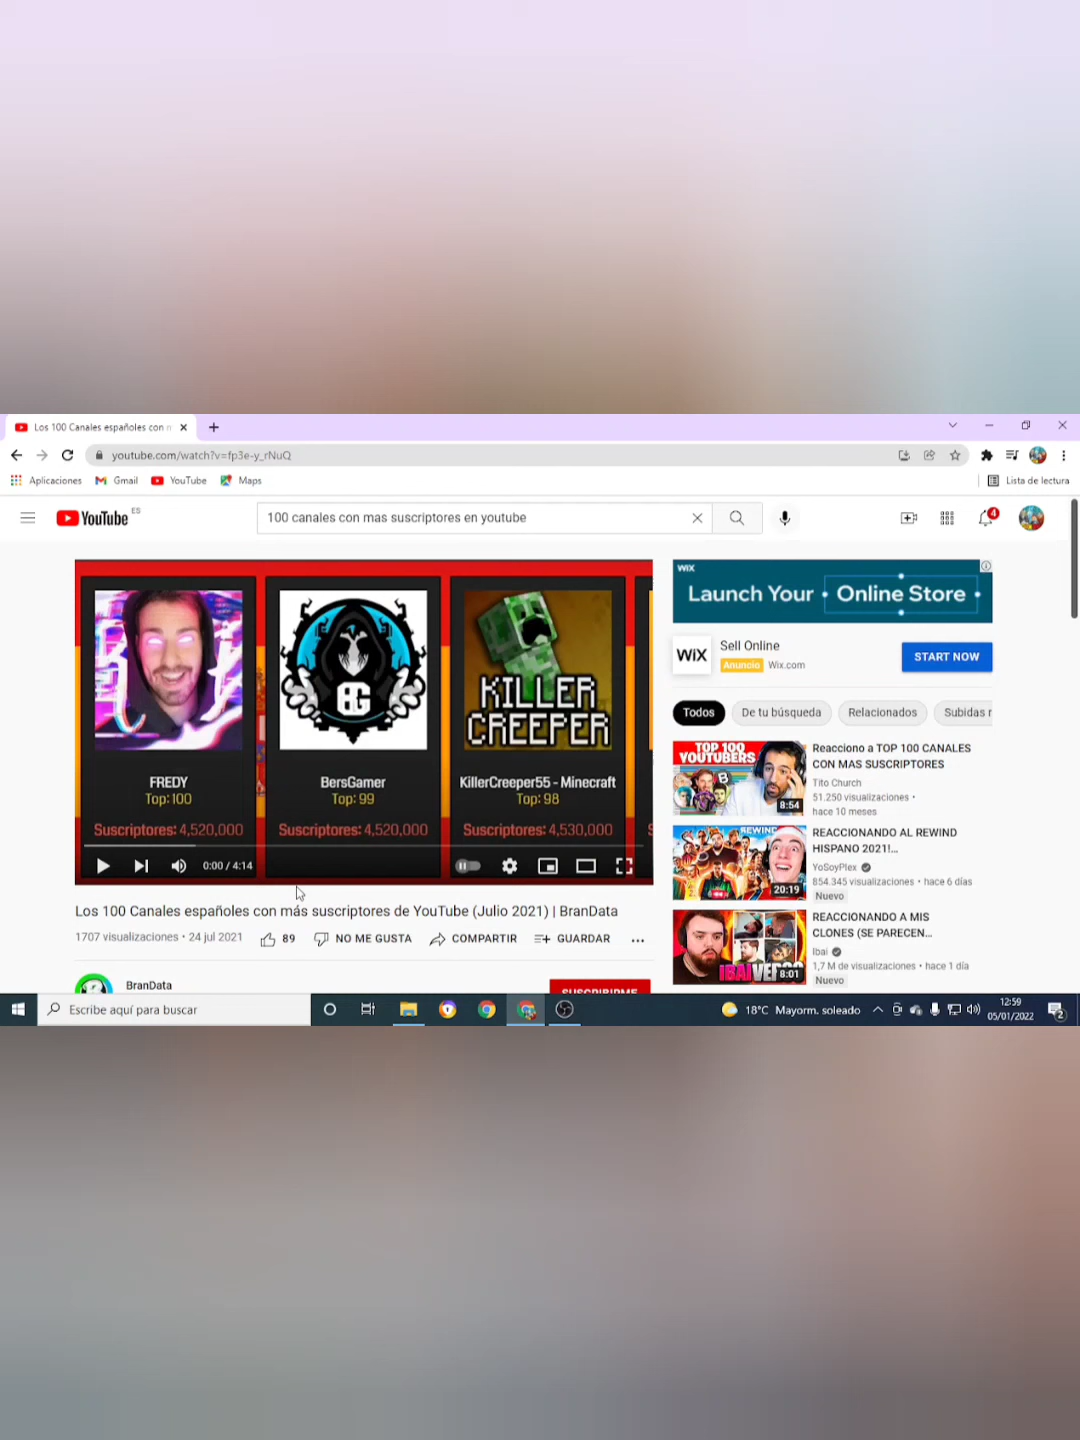 Los 100 Canales españoles con n
youtube.com/watch?v=fp3e-y_rNuQ
Aplicaciones Gmail YouTube Maps Lista de lectura
YouTube ES
100 canales con mas suscriptores en youtube
4
FREDY
Top:100
Suscriptores: 4,520,000
BG
BersGamer
Top: 99
Suscriptores: 4,520,000
KILLER
CREEPER
KillerCreeper55 - Minecraft
Top: 98
Suscriptores: 4,530,000
S
0:00 / 4:14
Los 100 Canales españoles con más suscriptores de YouTube (Julio 2021) | BranData
1707 visualizaciones • 24 jul 2021
89 NO ME GUSTA COMPARTIR GUARDAR ...
BranData
SUSCRIBIRME
WIX
Launch Your • Online Store •
WIX
Sell Online
Anuncio Wix.com
START NOW
Todos De tu búsqueda Relacionados Subidas r
TOP 100
YOUTUBERS
8:54
Reacciono a TOP 100 CANALES
CON MAS SUSCRIPTORES
Tito Church
51.250 visualizaciones •
hace 10 meses
REWIND
20:19
REACCIONANDO AL REWIND
HISPANO 2021!...
YoSoyPlex
854.345 visualizaciones • hace 6 días
Nuevo
IBAIVERSO
8:01
REACCIONANDO A MIS
CLONES (SE PARECEN...
Ibai
1,7 M de visualizaciones • hace 1 día
Nuevo
Escribe aquí para buscar
18°C Mayorm. soleado
12:59
05/01/2022
2